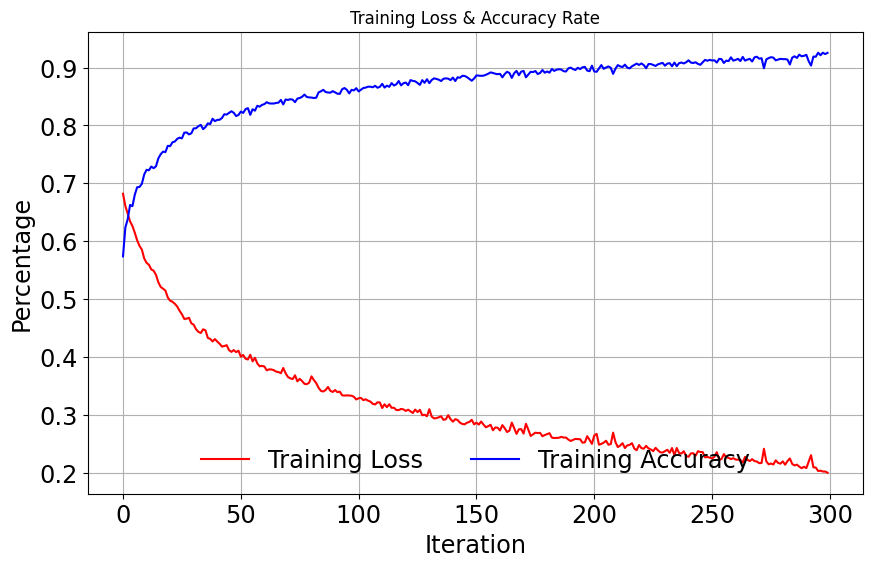 Training Loss & Accuracy Rate
Percentage
0.9
0.8
0.7
0.6
0.5
0.4
0.3
0.2
Training Loss
Training Accuracy
0 50 100 150 200 250 300
Iteration